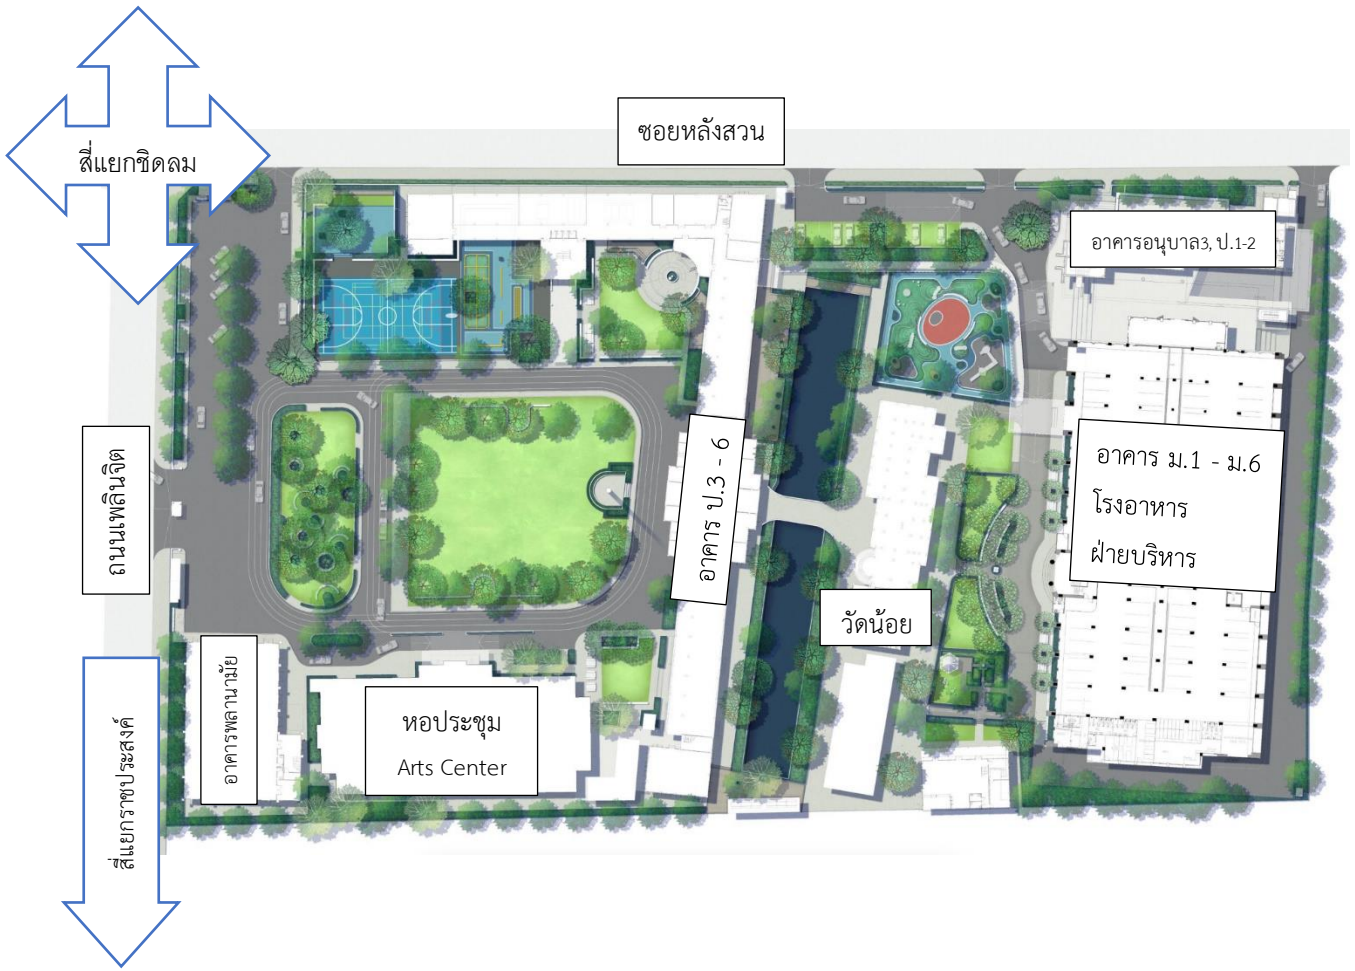 ซอยหลังสวน
สี่แยกชิดลม
อาคารอนุบาล3, ป.1-2
ถนนเพลินจิต
อาคาร ป.3 - 6
อาคาร ม.1 - ม.6
โรงอาหาร
ฝ่ายบริหาร
วัดน้อย
อาคารพลานามัย
หอประชุม
Arts Center
สี่แยกราชประสงค์